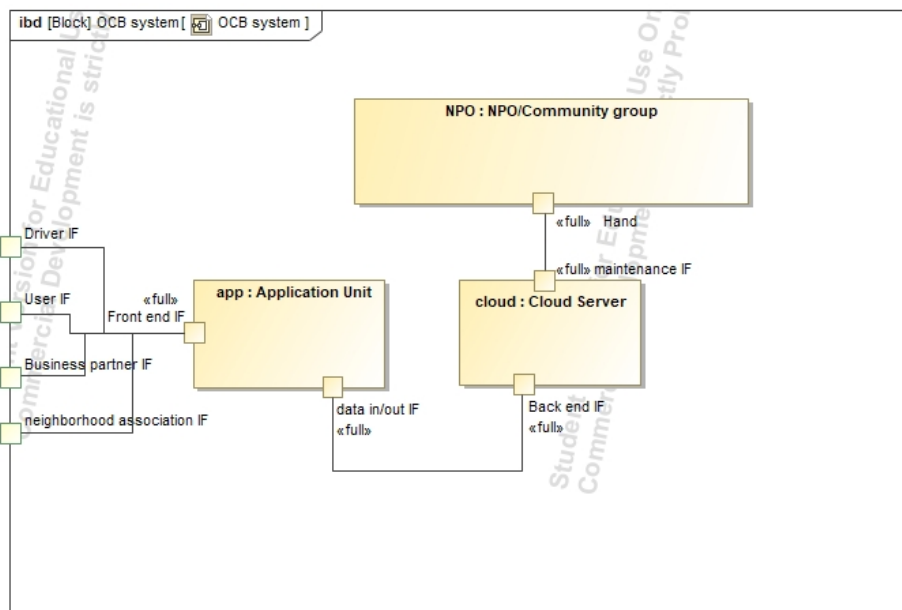 ibd [Block] OCB system[ OCB system ]
NPO : NPO/Community group
«full» Hand
«full» maintenance IF
cloud : Cloud Server
Back end IF
«full»
Driver IF
User IF
Business partner IF
neighborhood association IF
«full»
Front end IF
app : Application Unit
data in/out IF
«full»